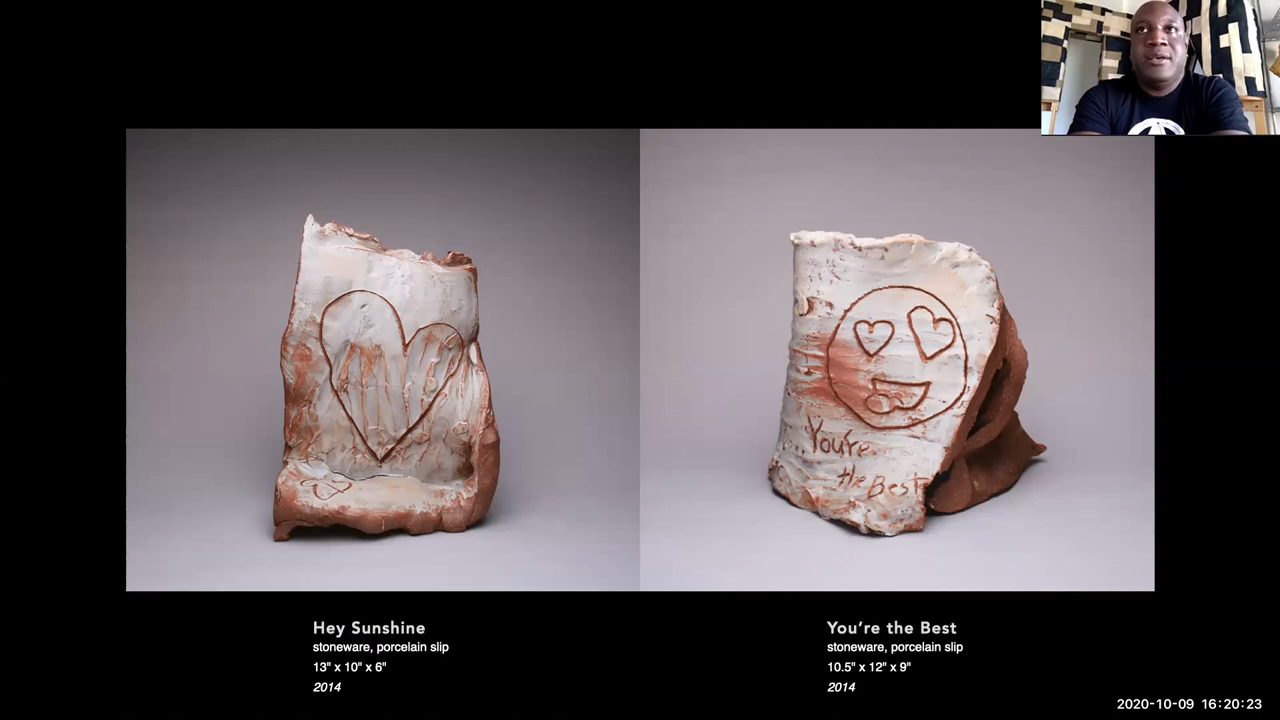 You're
the Best
Hey Sunshine
stoneware, porcelain slip
13" x 10" x 6"
2014
You're the Best
stoneware, porcelain slip
10.5" x 12" x 9"
2014
2020-10-09 16:20:23